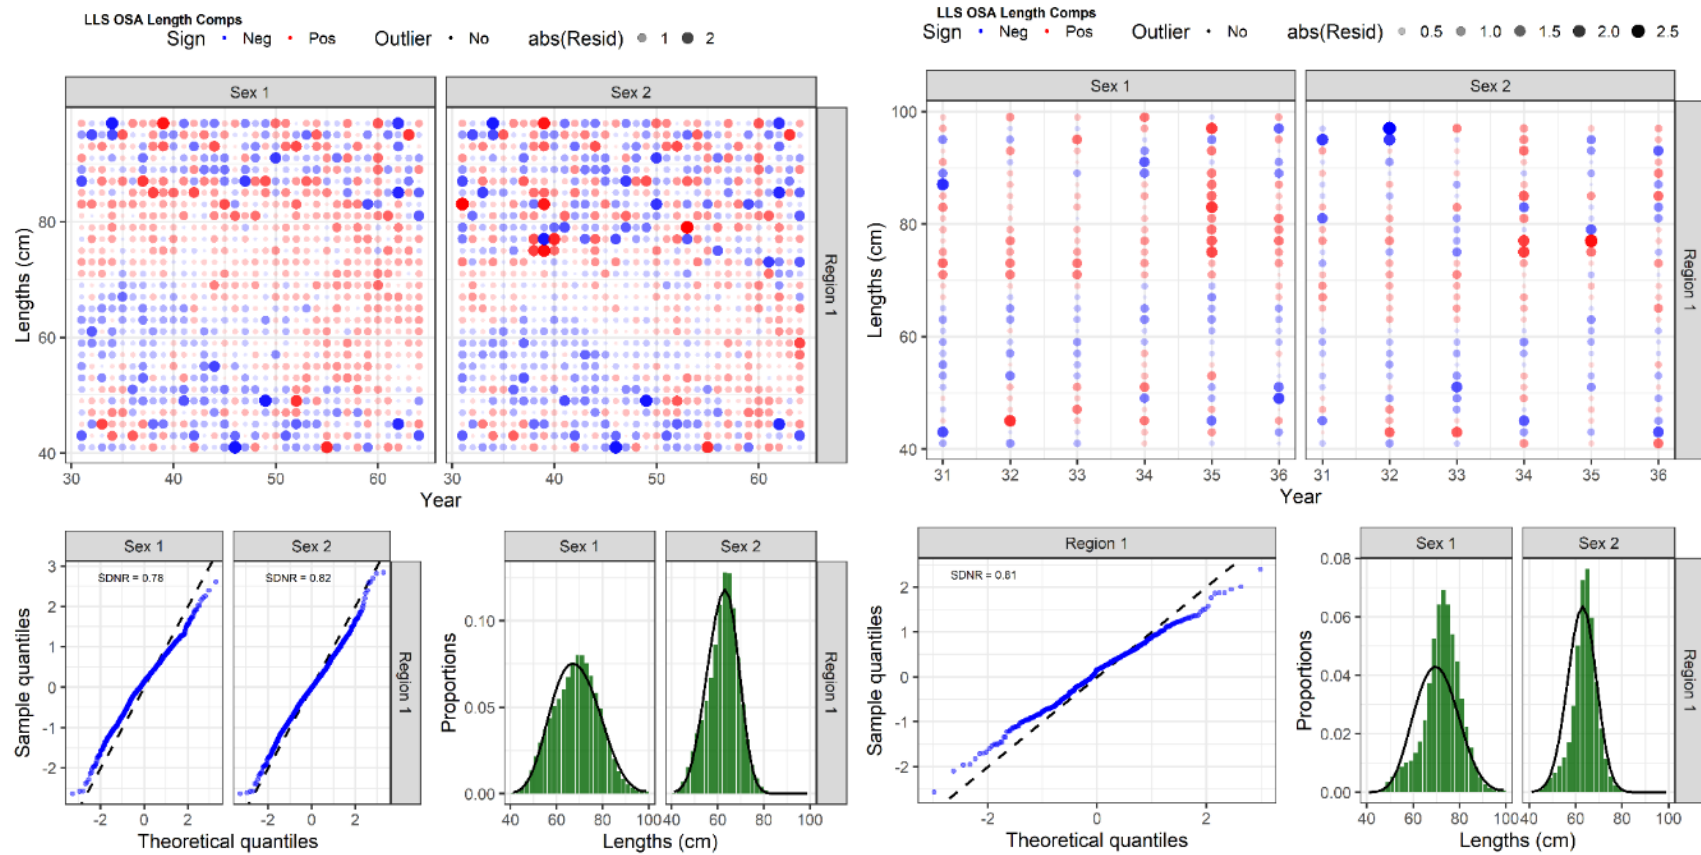 LLS OSA Length Comps
Sign Neg Pos Outlier No abs(Resid) 1 2
Sex 1 Sex 2
Lengths (cm)
80
60
40
Region 1
30 40 50 60 40 50 60
Year
Sex 1 Sex 2
SDNR = 0.78 SDNR = 0.82
Sample quantiles
3
2
1
0
-1
-2
Region 1
-2 0 2 -2 0 2
Theoretical quantiles
Sex 1 Sex 2
Proportions
0.10
0.05
0.00
Region 1
40 60 80 100 40 60 80 100
Lengths (cm)
LLS OSA Length Comps
Sign Neg Pos Outlier No abs(Resid) 0.5 1.0 1.5 2.0 2.5
Sex 1 Sex 2
Lengths (cm)
100
80
60
40
Region 1
31 32 33 34 35 36 31 32 33 34 35 36
Year
Region 1
SDNR = 0.81
Sample quantiles
2
1
0
-1
-2
-2 0 2
Theoretical quantiles
Sex 1 Sex 2
Proportions
0.08
0.06
0.04
0.02
0.00
Region 1
40 60 80 100 40 60 80 100
Lengths (cm)